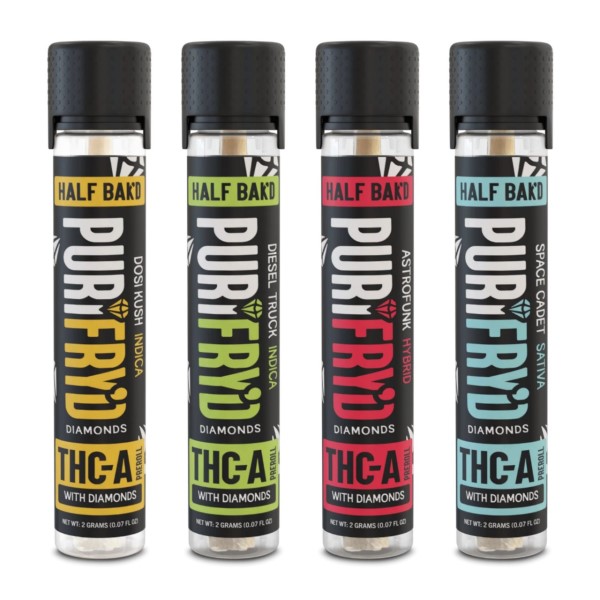 HALF BAK'D
PURIFRY'D
DOSI KUSH INDICA
DIAMONDS
THC-A
PREROLL
WITH DIAMONDS
NET WT: 2 GRAMS (0.07 FL OZ)
HALF BAK'D
PURIFRY'D
DIESEL TRUCK INDICA
DIAMONDS
THC-A
PREROLL
WITH DIAMONDS
NET WT: 2 GRAMS (0.07 FL OZ)
HALF BAK'D
PURIFRY'D
ASTROFUNK HYBRID
DIAMONDS
THC-A
PREROLL
WITH DIAMONDS
NET WT: 2 GRAMS (0.07 FL OZ)
HALF BAK'D
PURIFRY'D
SPACE CADET SATIVA
DIAMONDS
THC-A
PREROLL
WITH DIAMONDS
NET WT: 2 GRAMS (0.07 FL OZ)